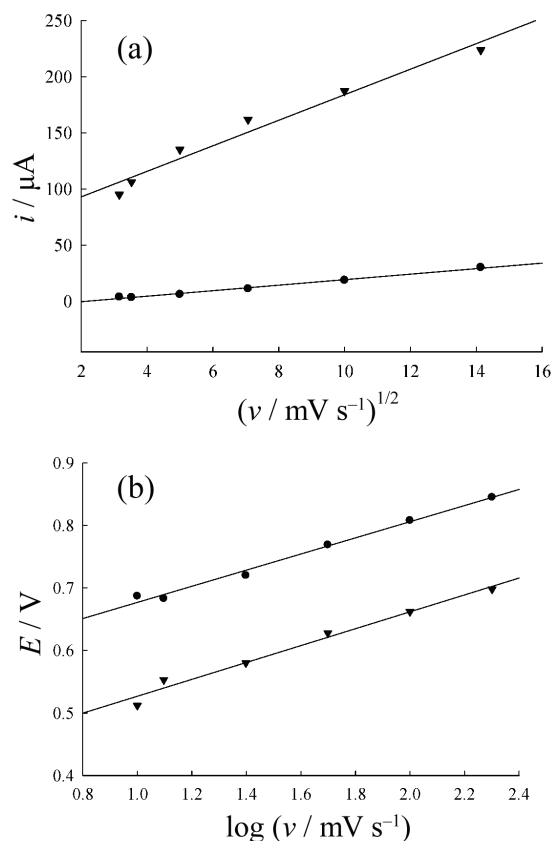 250
(a)
200
150
100
50
0
i / μA
2 4 6 8 10 12 14 16
(v / mV s⁻¹)¹/²
0.9
(b)
0.8
0.7
0.6
0.5
0.4
E / V
0.8 1.0 1.2 1.4 1.6 1.8 2.0 2.2 2.4
log (v / mV s⁻¹)